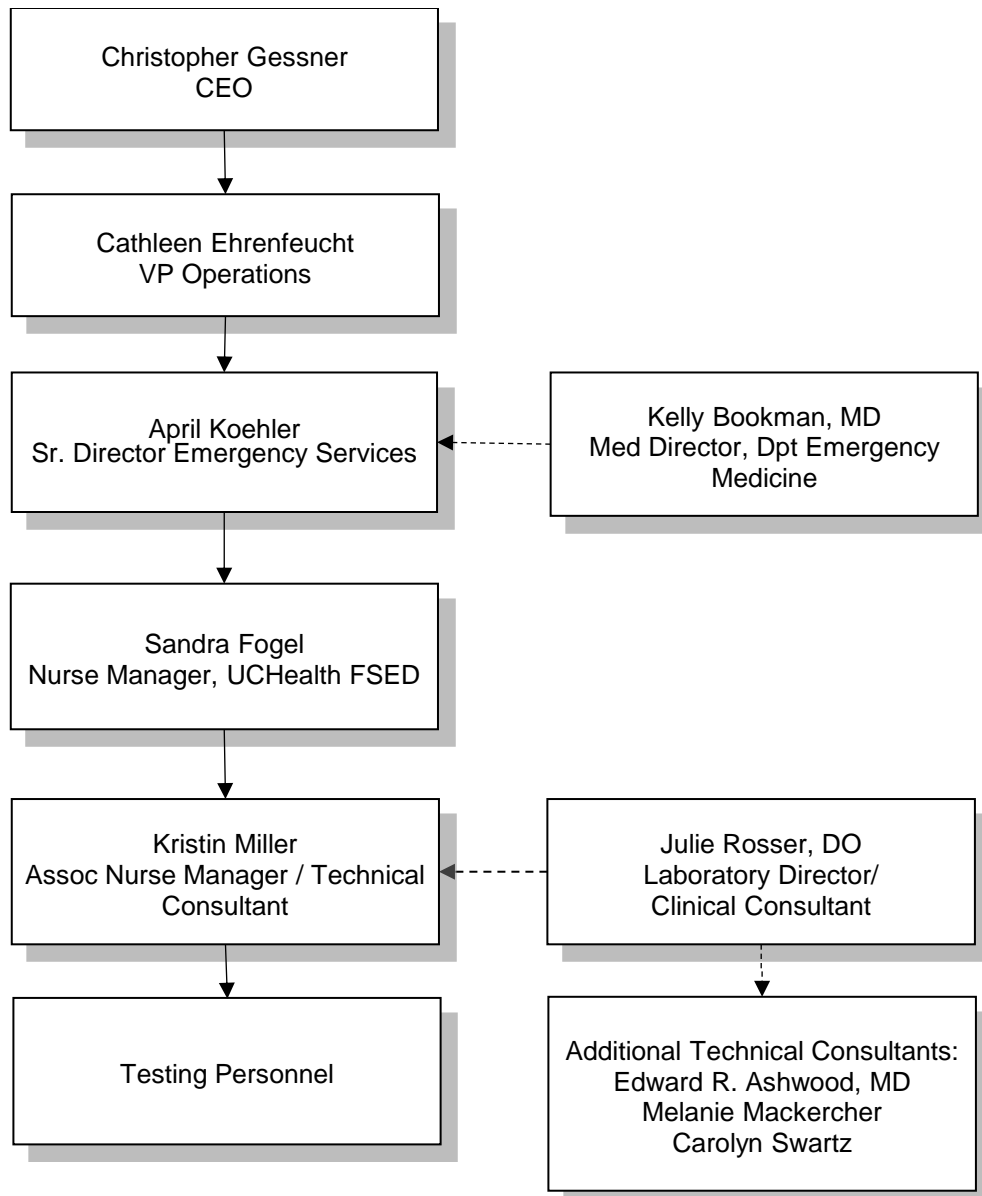 Christopher Gessner
CEO
Cathleen Ehrenfeucht
VP Operations
April Koehler
Sr. Director Emergency Services
Kelly Bookman, MD
Med Director, Dpt Emergency
Medicine
Sandra Fogel
Nurse Manager, UCHealth FSED
Kristin Miller
Assoc Nurse Manager / Technical
Consultant
Julie Rosser, DO
Laboratory Director/
Clinical Consultant
Testing Personnel
Additional Technical Consultants:
Edward R. Ashwood, MD
Melanie Mackercher
Carolyn Swartz